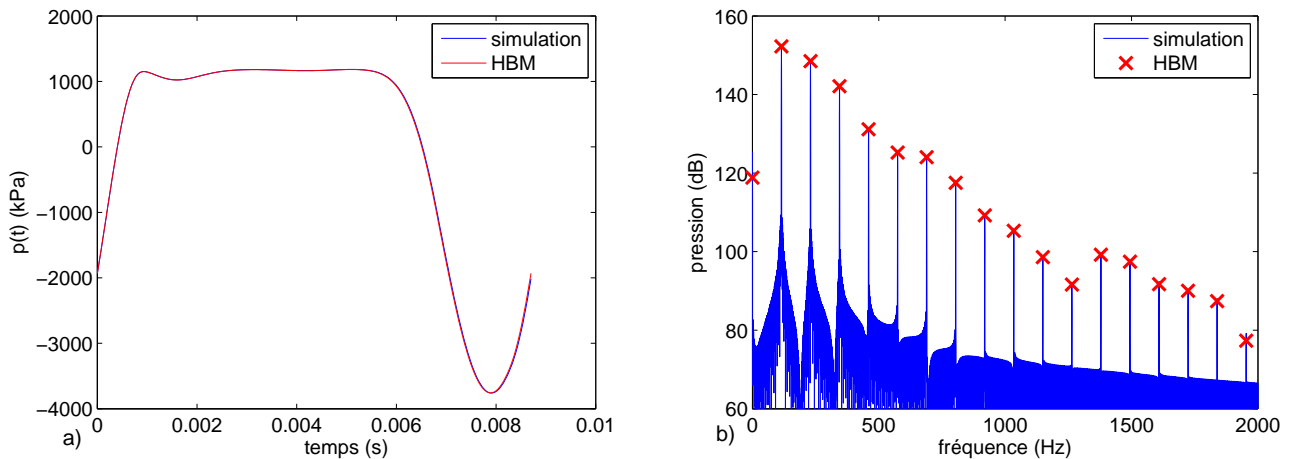 2000
1000
0
−1000
−2000
−3000
−4000
p(t) (kPa)
0
0.002
0.004
0.006
0.008
0.01
temps (s)
a)
simulation
HBM
160
140
120
100
80
60
pression (dB)
0
500
1000
1500
2000
fréquence (Hz)
b)
simulation
HBM